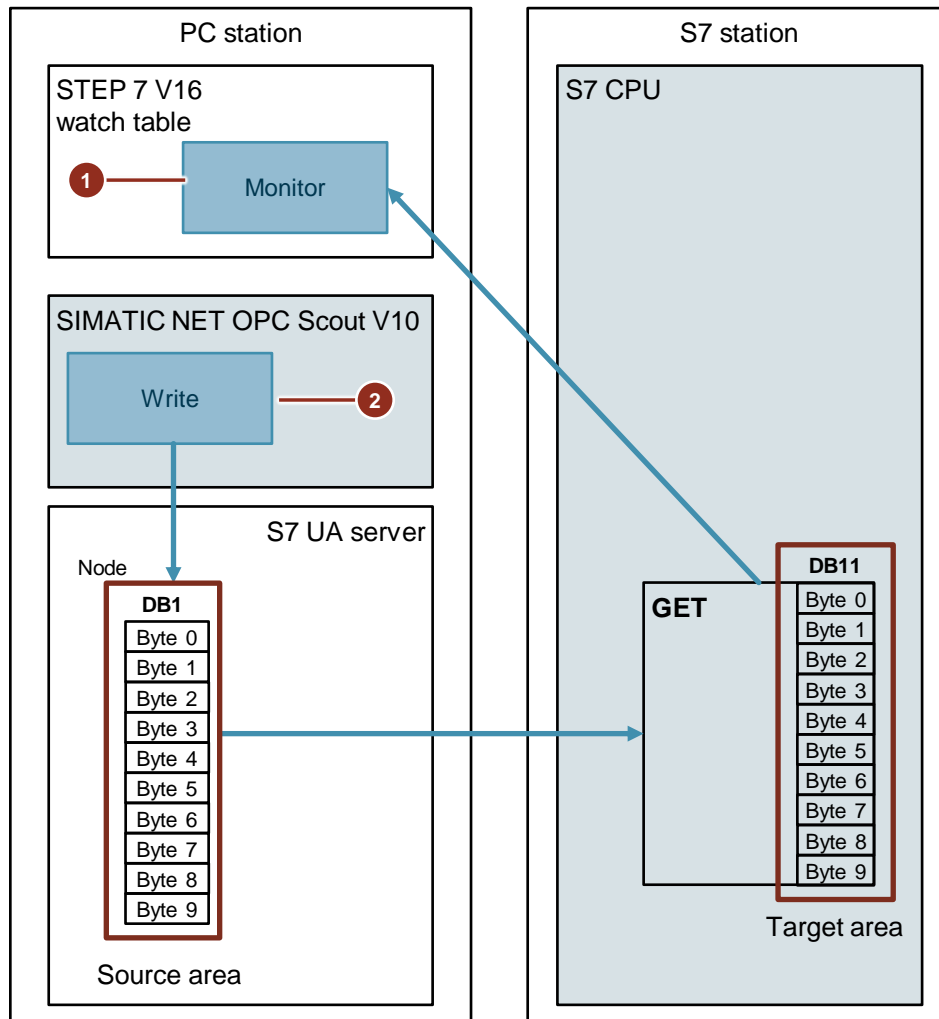 PC station
STEP 7 V16
watch table
1
Monitor
SIMATIC NET OPC Scout V10
Write
2
S7 UA server
Node
DB1
Byte 0
Byte 1
Byte 2
Byte 3
Byte 4
Byte 5
Byte 6
Byte 7
Byte 8
Byte 9
Source area
S7 station
S7 CPU
GET
DB11
Byte 0
Byte 1
Byte 2
Byte 3
Byte 4
Byte 5
Byte 6
Byte 7
Byte 8
Byte 9
Target area